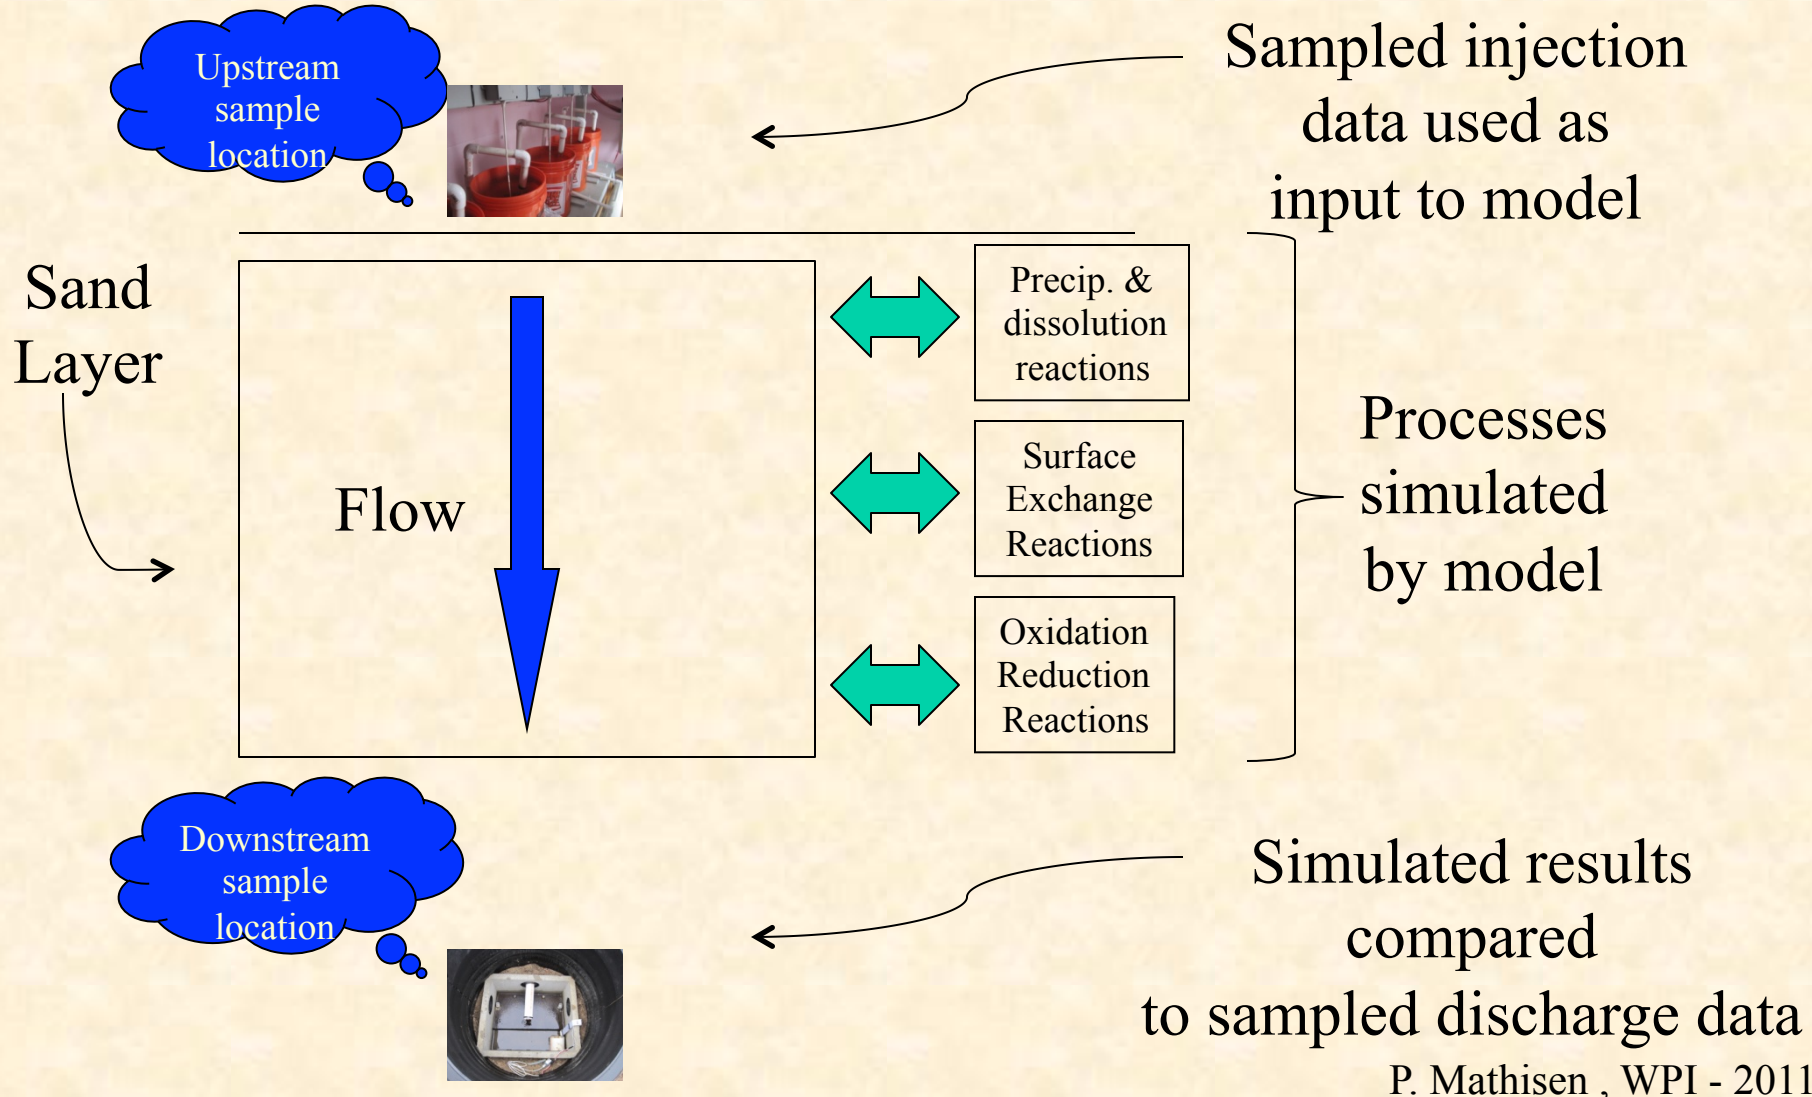 Upstream
sample
location
Sampled injection
data used as
input to model
Sand
Layer
Flow
Precip. &
dissolution
reactions
Surface
Exchange
Reactions
Oxidation
Reduction
Reactions
Processes
simulated
by model
Downstream
sample
location
Simulated results
compared
to sampled discharge data
P. Mathisen , WPI - 2011